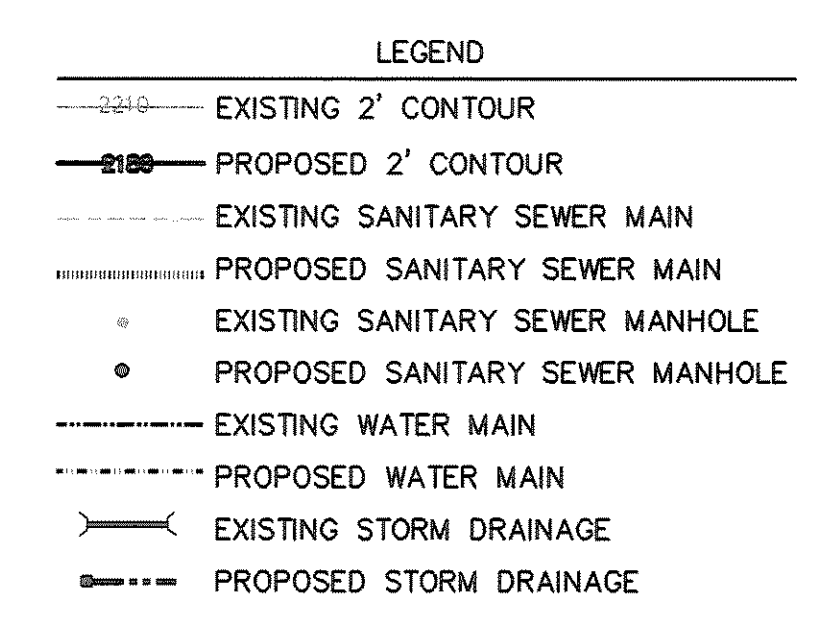 LEGEND
2210 EXISTING 2' CONTOUR
2180 PROPOSED 2' CONTOUR
EXISTING SANITARY SEWER MAIN
PROPOSED SANITARY SEWER MAIN
EXISTING SANITARY SEWER MANHOLE
PROPOSED SANITARY SEWER MANHOLE
EXISTING WATER MAIN
PROPOSED WATER MAIN
EXISTING STORM DRAINAGE
PROPOSED STORM DRAINAGE